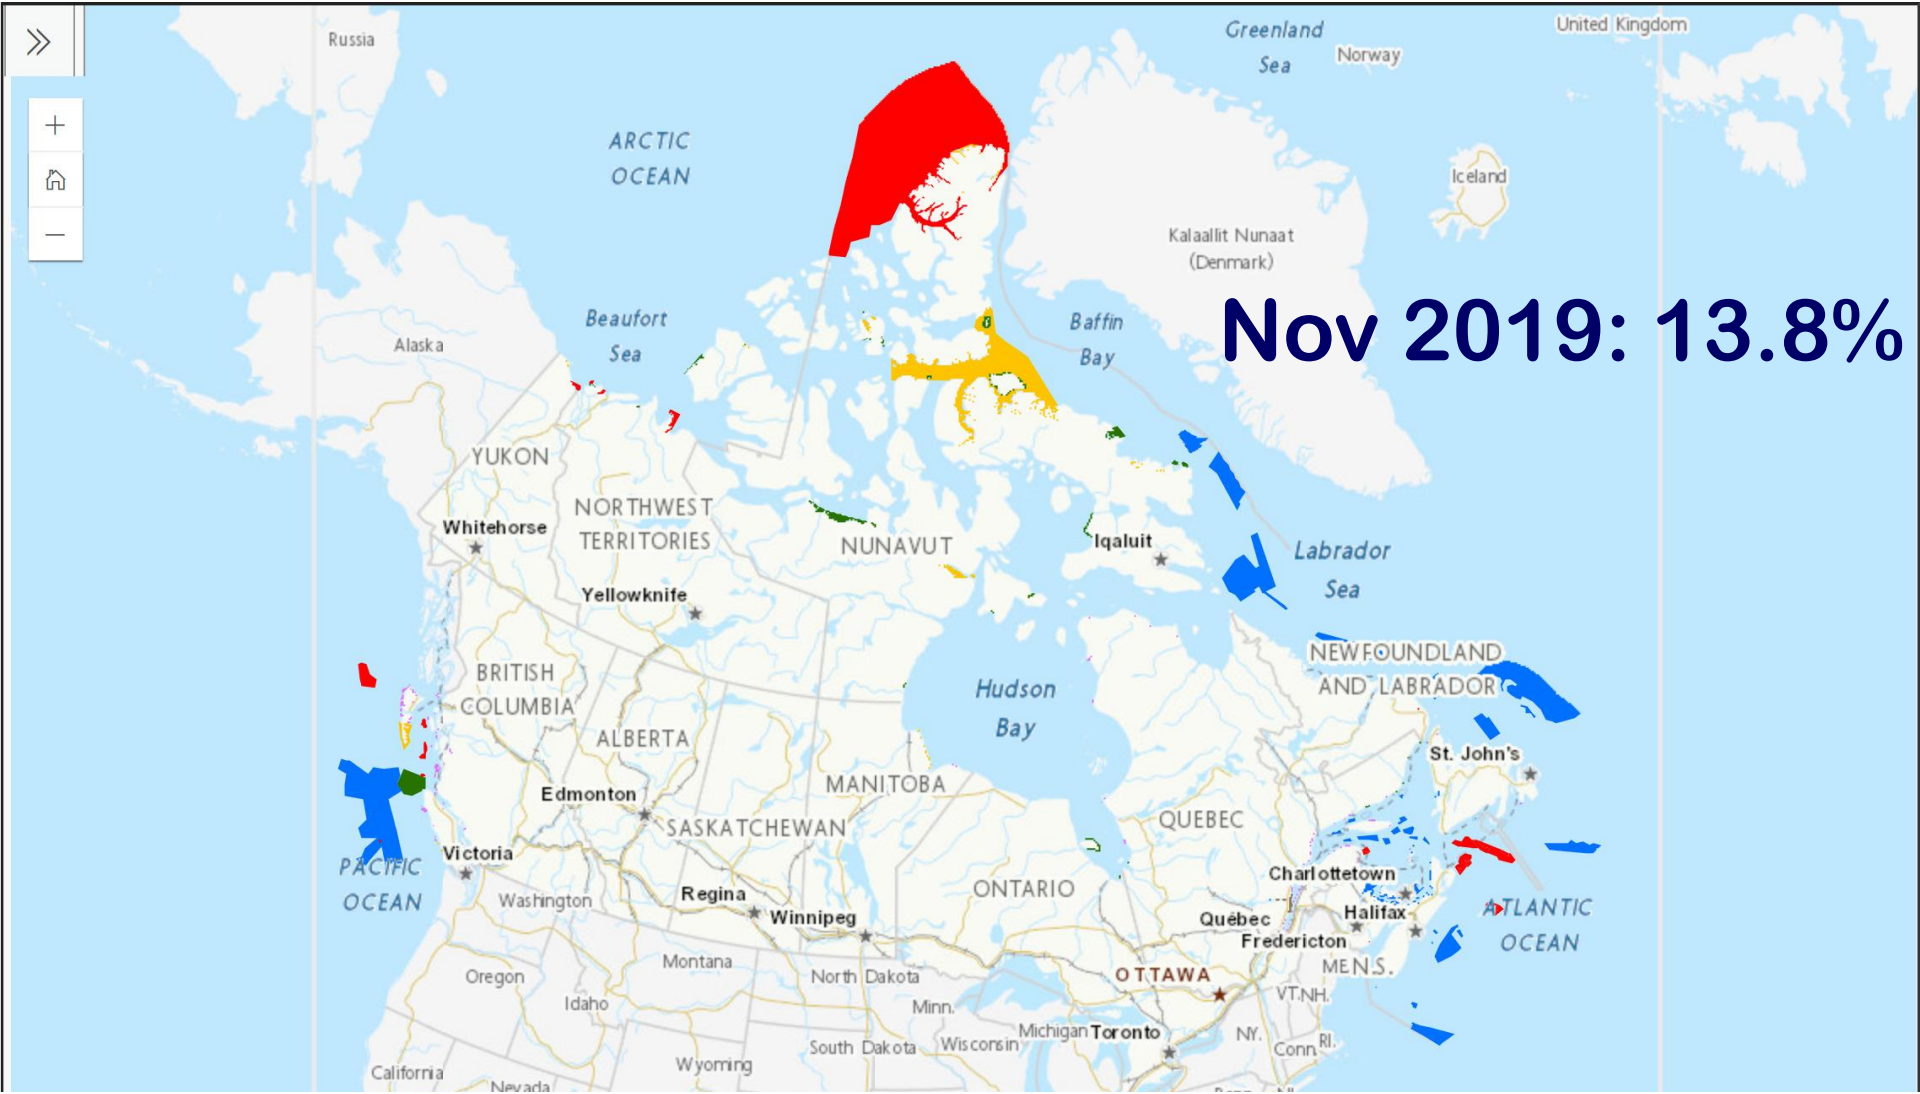 Russia
Greenland
Sea
Norway
United Kingdom
ARCTIC
OCEAN
Iceland
Kalaallit Nunaat
(Denmark)
Nov 2019: 13.8%
Beaufort
Sea
Baffin
Bay
Alaska
YUKON
NORTHWEST
TERRITORIES
Whitehorse
NUNAVUT
Iqaluit
Labrador
Sea
Yellowknife
NEWFOUNDLAND
AND LABRADOR
BRITISH
COLUMBIA
Hudson
Bay
ALBERTA
St. John's
MANITOBA
Edmonton
SASKATCHEWAN
QUEBEC
Victoria
PACIFIC
OCEAN
Charlottetown
ONTARIO
Washington
Regina
Winnipeg
Québec
Halifax
ATLANTIC
OCEAN
Fredericton
ME
N.S.
Oregon
Montana
North Dakota
OTTAWA
VT.
NH.
Idaho
Minn.
Michigan
Toronto
NY.
Conn.
RI.
South Dakota
Wisconsin
Wyoming
California
Nevada